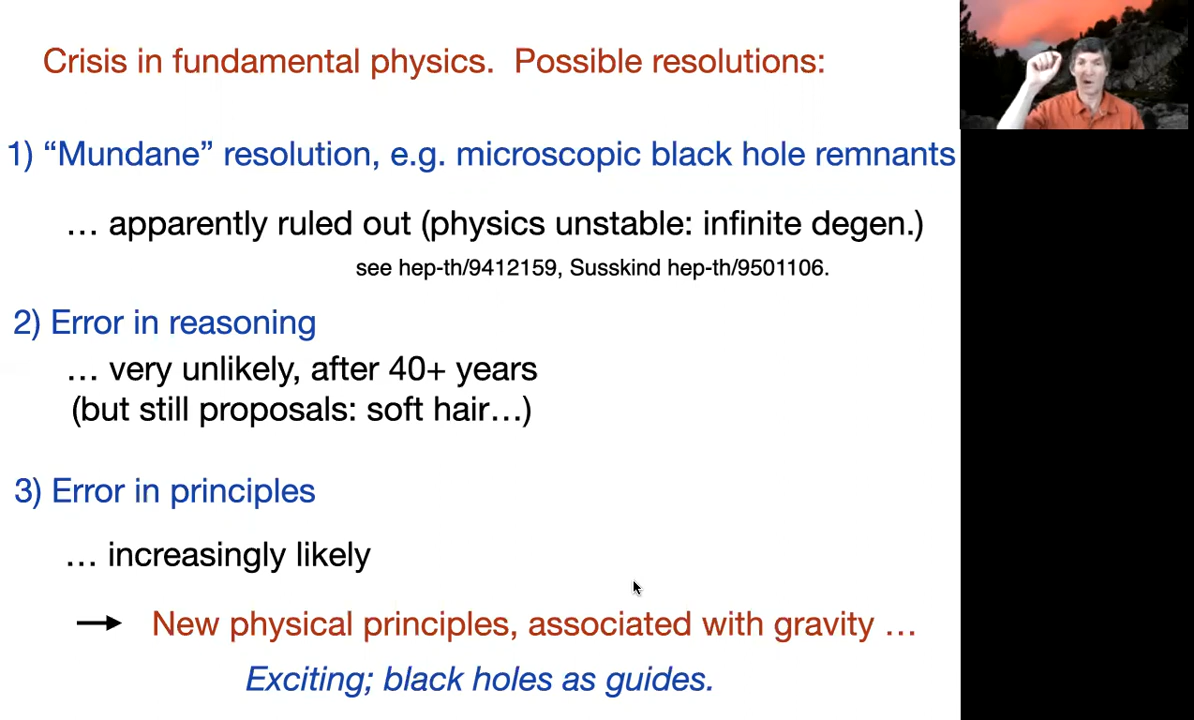 Crisis in fundamental physics.  Possible resolutions:
1) “Mundane” resolution, e.g. microscopic black hole remnants
… apparently ruled out (physics unstable: infinite degen.)
see hep-th/9412159, Susskind hep-th/9501106.
2) Error in reasoning
… very unlikely, after 40+ years
(but still proposals: soft hair…)
3) Error in principles
… increasingly likely
→ New physical principles, associated with gravity …
Exciting; black holes as guides.